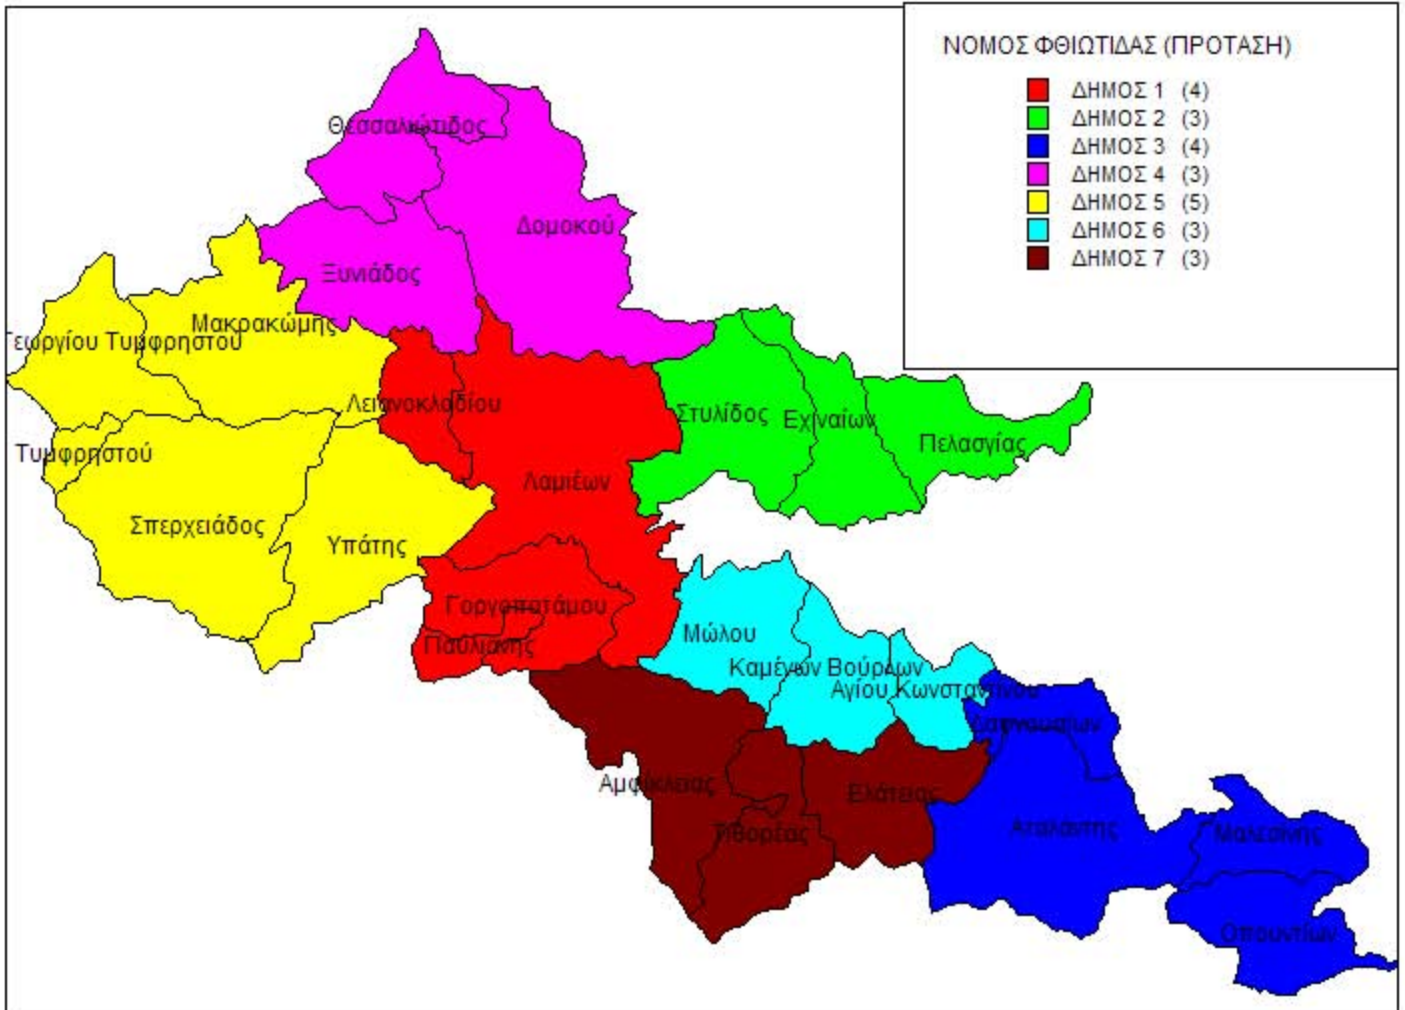 ΝΟΜΟΣ ΦΘΙΩΤΙΔΑΣ (ΠΡΟΤΑΣΗ)
ΔΗΜΟΣ 1 (4)
ΔΗΜΟΣ 2 (3)
ΔΗΜΟΣ 3 (4)
ΔΗΜΟΣ 4 (3)
ΔΗΜΟΣ 5 (5)
ΔΗΜΟΣ 6 (3)
ΔΗΜΟΣ 7 (3)
Θεσσαλιώτιδος
Δομοκού
Ξυνιάδος
Μακρακώμης
Γεωργίου Τυμφρηστού
Λειανοκλαδίου
Στυλίδος
Εχιναίων
Πελασγίας
Τυμφρηστού
Λαμιέων
Σπερχειάδος
Υπάτης
Γοργοποτάμου
Μώλου
Παύλιανης
Καμένων Βούρλων
Αγίου Κωνσταντίνου
Δαφνουσίων
Αμφίκλειας
Ελάτειας
Τιθορέας
Αταλάντης
Μαλεσίνης
Οπουντίων